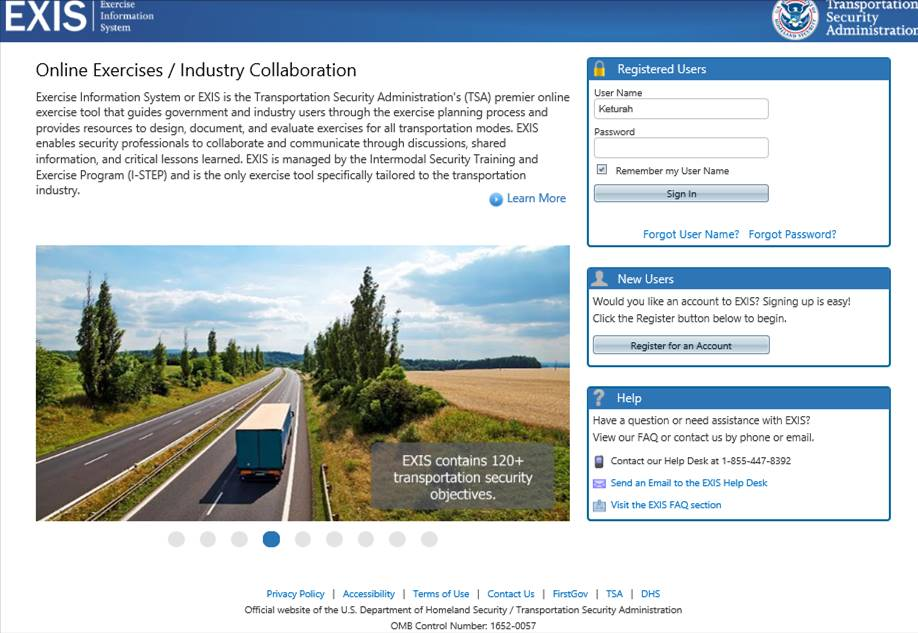 EXIS
Exercise
Information
System
Transportation
Security
Administration
Online Exercises / Industry Collaboration
Exercise Information System or EXIS is the Transportation Security Administration's (TSA) premier online
exercise tool that guides government and industry users through the exercise planning process and
provides resources to design, document, and evaluate exercises for all transportation modes. EXIS
enables security professionals to collaborate and communicate through discussions, shared
information, and critical lessons learned. EXIS is managed by the Intermodal Security Training and
Exercise Program (I-STEP) and is the only exercise tool specifically tailored to the transportation
industry.
Learn More
EXIS contains 120+
transportation security
objectives.
Registered Users
User Name
Keturah
Password
Remember my User Name
Sign In
Forgot User Name? Forgot Password?
New Users
Would you like an account to EXIS? Signing up is easy!
Click the Register button below to begin.
Register for an Account
? Help
Have a question or need assistance with EXIS?
View our FAQ or contact us by phone or email.
Contact our Help Desk at 1-855-447-8392
Send an Email to the EXIS Help Desk
Visit the EXIS FAQ section
Privacy Policy | Accessibility | Terms of Use | Contact Us | FirstGov | TSA | DHS
Official website of the U.S. Department of Homeland Security / Transportation Security Administration
OMB Control Number: 1652-0057